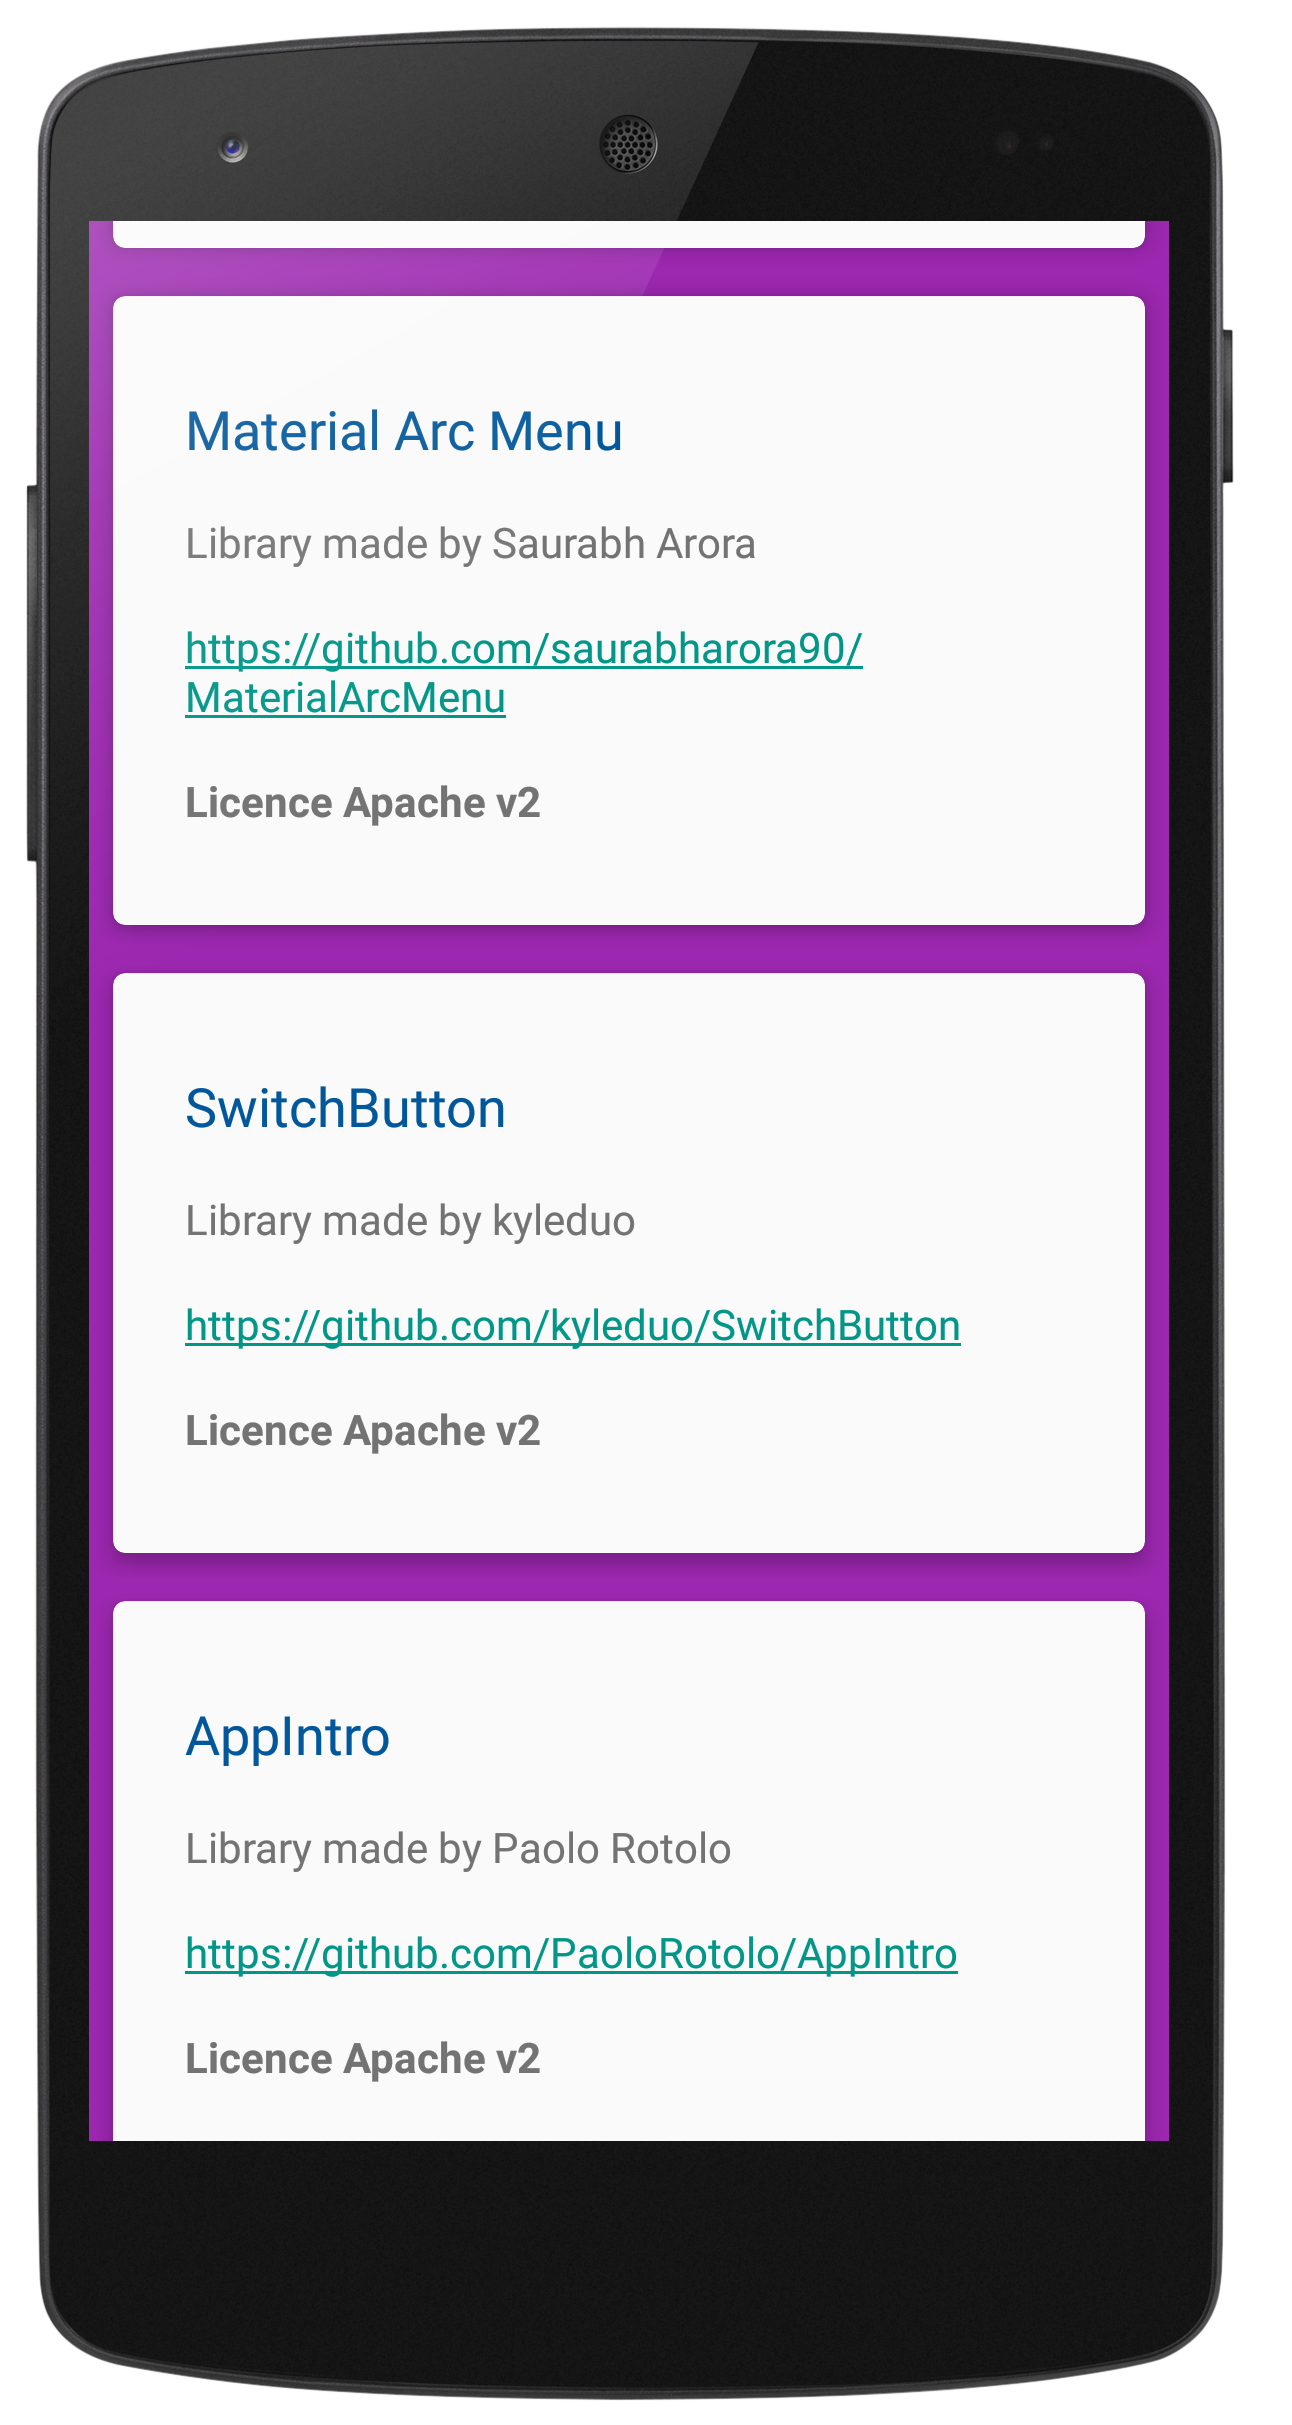 Material Arc Menu
Library made by Saurabh Arora
https://github.com/saurabharora90/
MaterialArcMenu
Licence Apache v2
SwitchButton
Library made by kyleduo
https://github.com/kyleduo/SwitchButton
Licence Apache v2
AppIntro
Library made by Paolo Rotolo
https://github.com/PaoloRotolo/AppIntro
Licence Apache v2